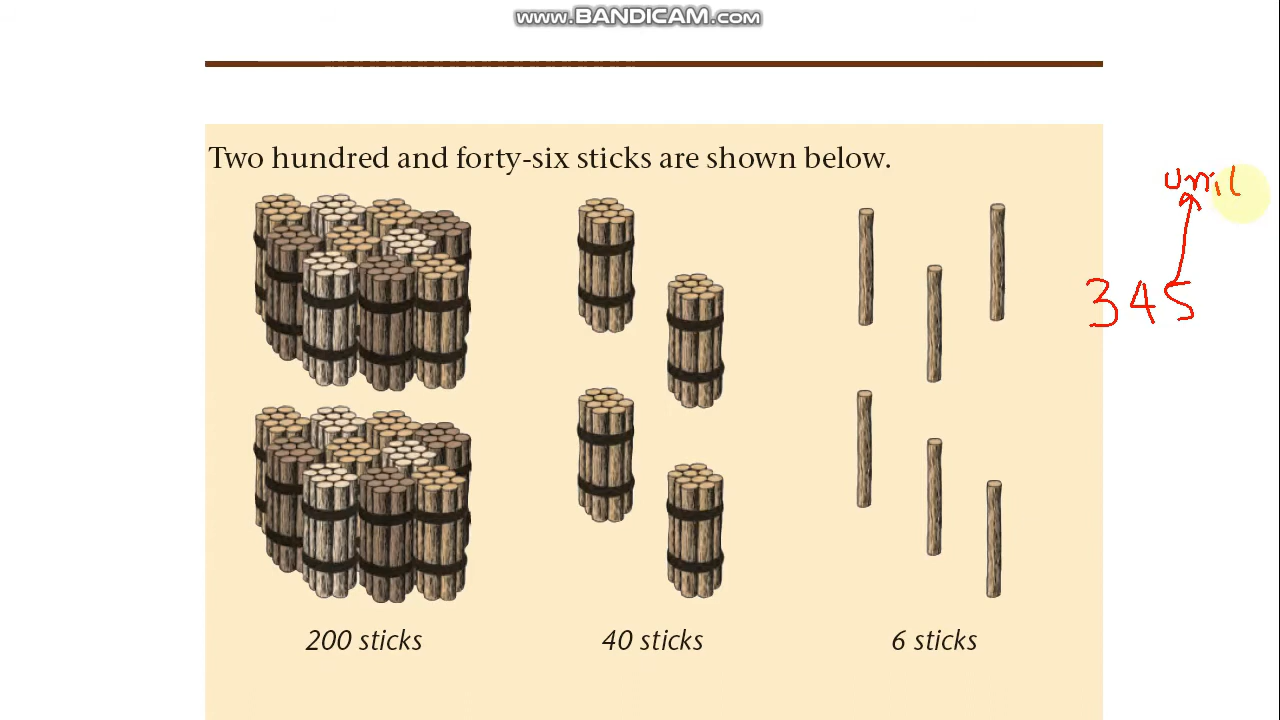 www.BANDICAM.com
Two hundred and forty-six sticks are shown below.
unit
345
200 sticks 40 sticks 6 sticks